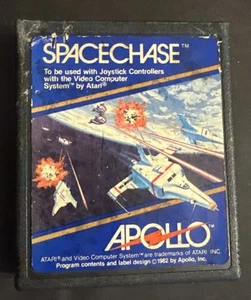 SPACECHASE™
To be used with Joystick Controllers
with the Video Computer
System™ by Atari®
APOLLO™
ATARI® and Video Computer System™ are trademarks of ATARI INC.
Program contents and label design ©1982 by Apollo, Inc.